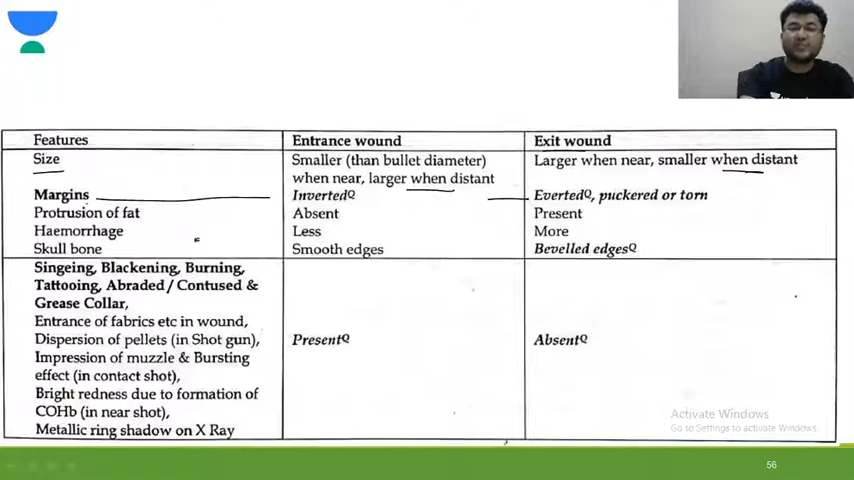 Features Entrance wound Exit wound
Size Smaller (than bullet diameter) Larger when near, smaller when distant
when near, larger when distant
Margins InvertedQ EvertedQ, puckered or torn
Protrusion of fat Absent Present
Haemorrhage Less More
Skull bone Smooth edges Bevelled edgesQ
Singeing, Blackening, Burning,
Tattooing, Abraded / Contused &
Grease Collar,
Entrance of fabrics etc in wound,
Dispersion of pellets (in Shot gun), PresentQ AbsentQ
Impression of muzzle & Bursting
effect (in contact shot),
Bright redness due to formation of
COHb (in near shot),
Metallic ring shadow on X Ray
Activate Windows
Go to Settings to activate Windows.
56